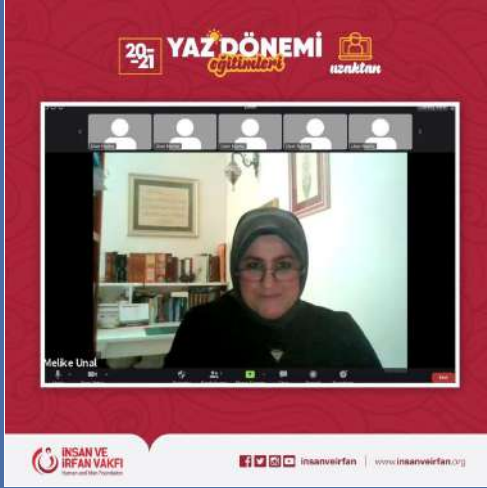 20-
-21
YAZ DÖNEMİ
eğitimleri
uzaktan
Melike Unal
İNSAN VE
İRFAN VAKFI
Human and Irfan Foundation
insanveirfan | www.insanveirfan.org